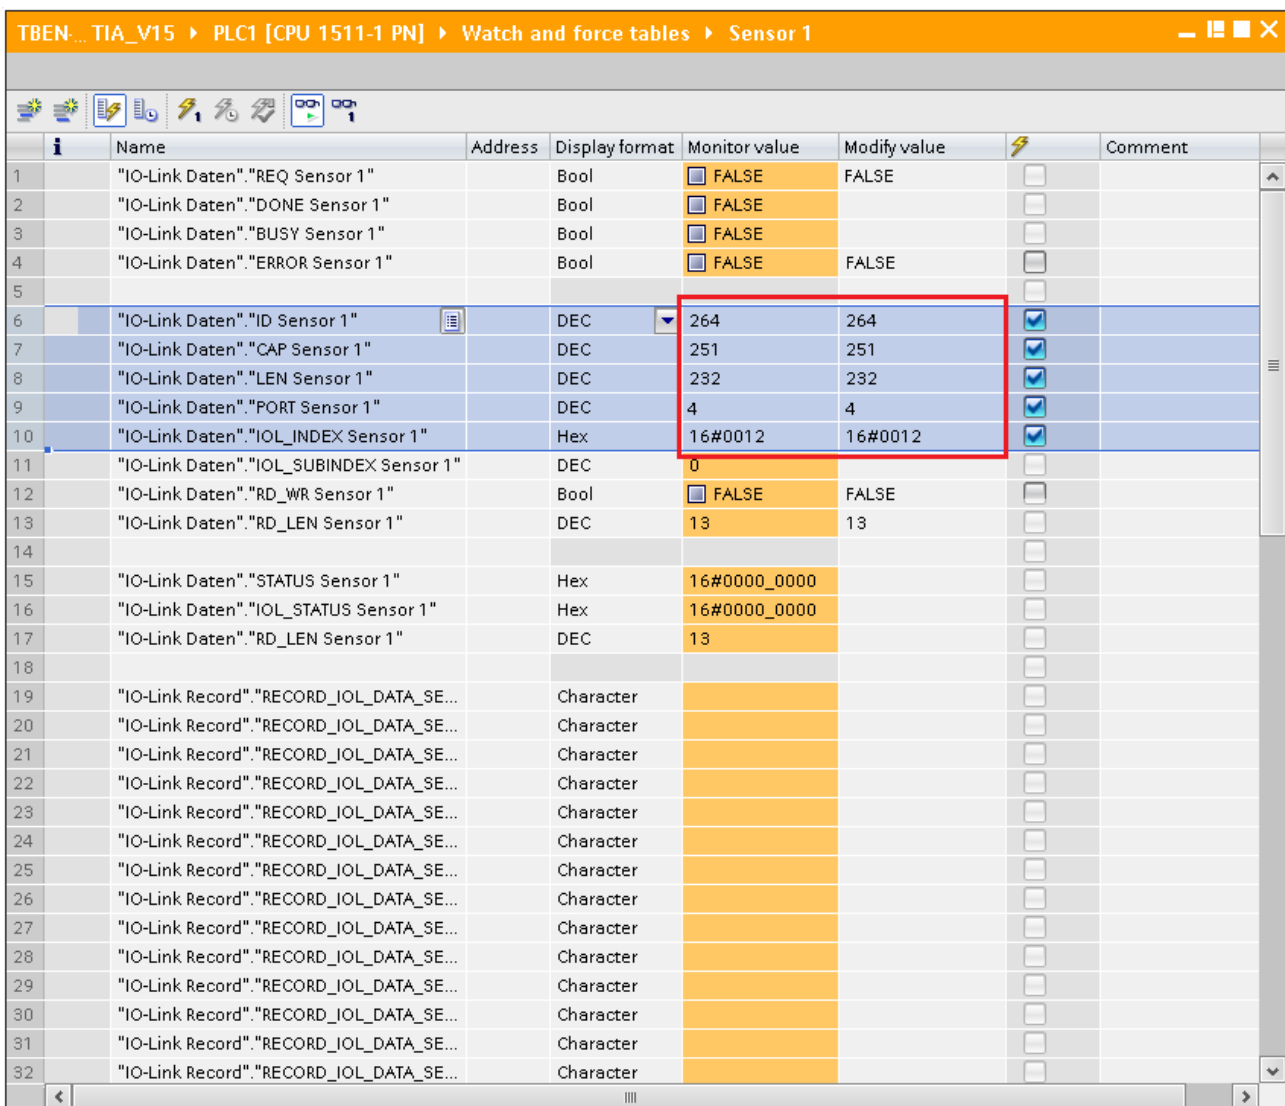 TBEN-... TIA_V15 ▸ PLC1 [CPU 1511-1 PN] ▸ Watch and force tables ▸ Sensor 1
i Name Address Display format Monitor value Modify value Comment
1 "IO-Link Daten"."REQ Sensor 1" Bool FALSE FALSE
2 "IO-Link Daten"."DONE Sensor 1" Bool FALSE
3 "IO-Link Daten"."BUSY Sensor 1" Bool FALSE
4 "IO-Link Daten"."ERROR Sensor 1" Bool FALSE FALSE
5
6 "IO-Link Daten"."ID Sensor 1" DEC 264 264
7 "IO-Link Daten"."CAP Sensor 1" DEC 251 251
8 "IO-Link Daten"."LEN Sensor 1" DEC 232 232
9 "IO-Link Daten"."PORT Sensor 1" DEC 4 4
10 "IO-Link Daten"."IOL_INDEX Sensor 1" Hex 16#0012 16#0012
11 "IO-Link Daten"."IOL_SUBINDEX Sensor 1" DEC 0
12 "IO-Link Daten"."RD_WR Sensor 1" Bool FALSE FALSE
13 "IO-Link Daten"."RD_LEN Sensor 1" DEC 13 13
14
15 "IO-Link Daten"."STATUS Sensor 1" Hex 16#0000_0000
16 "IO-Link Daten"."IOL_STATUS Sensor 1" Hex 16#0000_0000
17 "IO-Link Daten"."RD_LEN Sensor 1" DEC 13
18
19 "IO-Link Record"."RECORD_IOL_DATA_SE... Character
20 "IO-Link Record"."RECORD_IOL_DATA_SE... Character
21 "IO-Link Record"."RECORD_IOL_DATA_SE... Character
22 "IO-Link Record"."RECORD_IOL_DATA_SE... Character
23 "IO-Link Record"."RECORD_IOL_DATA_SE... Character
24 "IO-Link Record"."RECORD_IOL_DATA_SE... Character
25 "IO-Link Record"."RECORD_IOL_DATA_SE... Character
26 "IO-Link Record"."RECORD_IOL_DATA_SE... Character
27 "IO-Link Record"."RECORD_IOL_DATA_SE... Character
28 "IO-Link Record"."RECORD_IOL_DATA_SE... Character
29 "IO-Link Record"."RECORD_IOL_DATA_SE... Character
30 "IO-Link Record"."RECORD_IOL_DATA_SE... Character
31 "IO-Link Record"."RECORD_IOL_DATA_SE... Character
32 "IO-Link Record"."RECORD_IOL_DATA_SE... Character